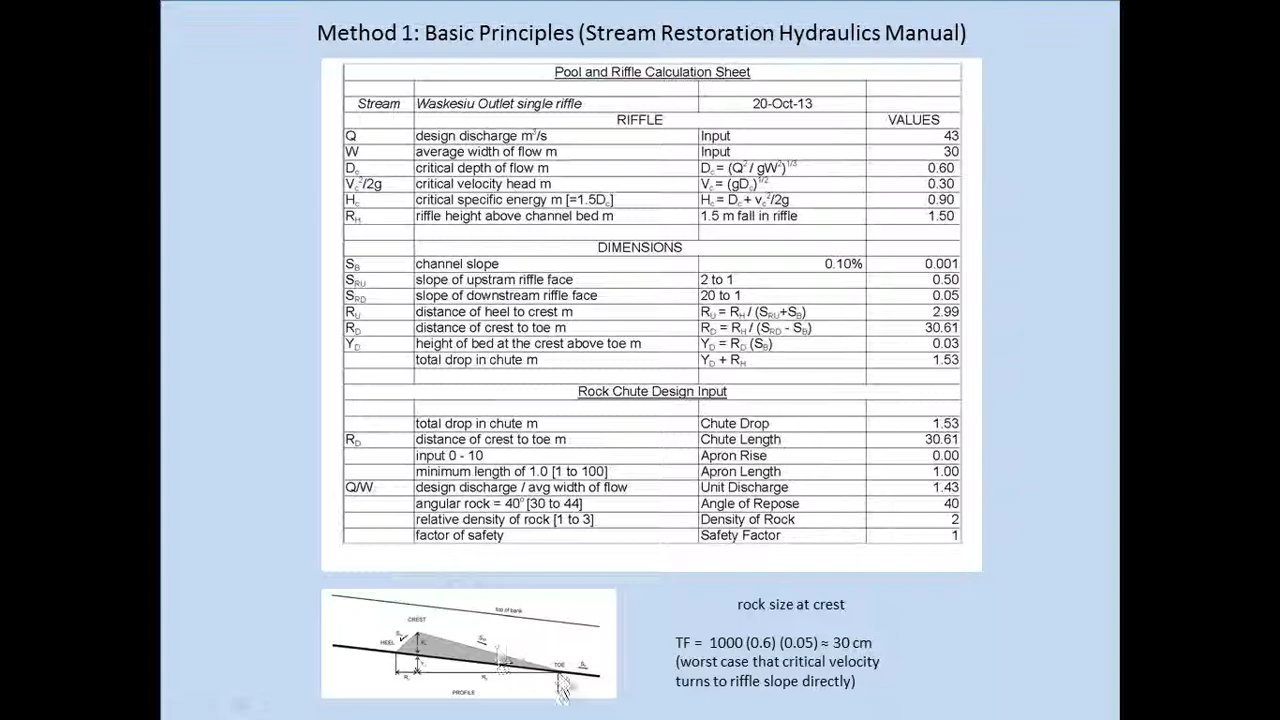 Method 1: Basic Principles (Stream Restoration Hydraulics Manual)
Pool and Riffle Calculation Sheet
Stream Waskesiu Outlet single riffle 20-Oct-13
RIFFLE VALUES
Q design discharge m³/s Input 43
W average width of flow m Input 30
Dc critical depth of flow m Dc = (Q² / gW²)^1/3 0.60
Vc²/2g critical velocity head m Vc = (gDc)^1/2 0.30
Hc critical specific energy m [=1.5Dc] Hc = Dc + vc²/2g 0.90
RH riffle height above channel bed m 1.5 m fall in riffle 1.50
DIMENSIONS
SB channel slope 0.10% 0.001
SRU slope of upstram riffle face 2 to 1 0.50
SRD slope of downstream riffle face 20 to 1 0.05
RU distance of heel to crest m RU = RH / (SRU+SB) 2.99
RD distance of crest to toe m RD = RH / (SRD - SB) 30.61
YD height of bed at the crest above toe m YD = RD (SB) 0.03
total drop in chute m YD + RH 1.53
Rock Chute Design Input
total drop in chute m Chute Drop 1.53
RD distance of crest to toe m Chute Length 30.61
input 0 - 10 Apron Rise 0.00
minimum length of 1.0 [1 to 100] Apron Length 1.00
Q/W design discharge / avg width of flow Unit Discharge 1.43
angular rock = 40° [30 to 44] Angle of Repose 40
relative density of rock [1 to 3] Density of Rock 2
factor of safety Safety Factor 1
top of bank
CREST
HEEL
TOE
PROFILE
rock size at crest
TF = 1000 (0.6) (0.05) ≈ 30 cm
(worst case that critical velocity
turns to riffle slope directly)